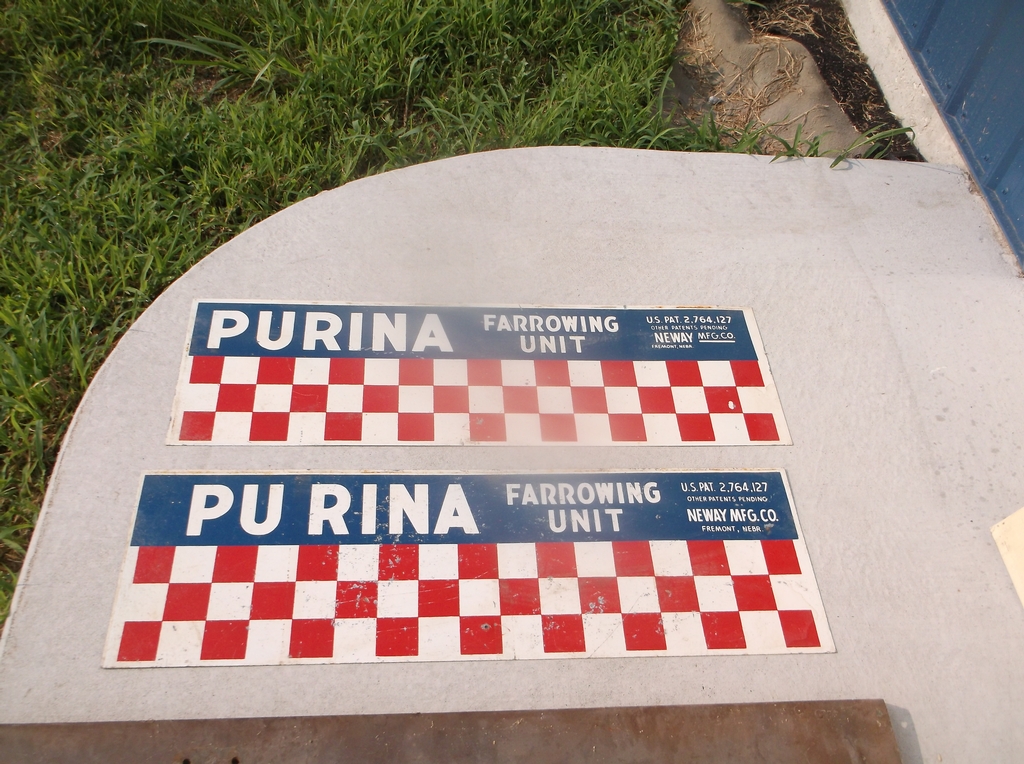 PURINA FARROWING UNIT
U.S. PAT. 2,764,127
OTHER PATENTS PENDING
NEWAY MFG.CO.
FREMONT, NEBR.
PU RINA FARROWING UNIT
U.S. PAT. 2,764,127
OTHER PATENTS PENDING
NEWAY MFG.CO.
FREMONT, NEBR.